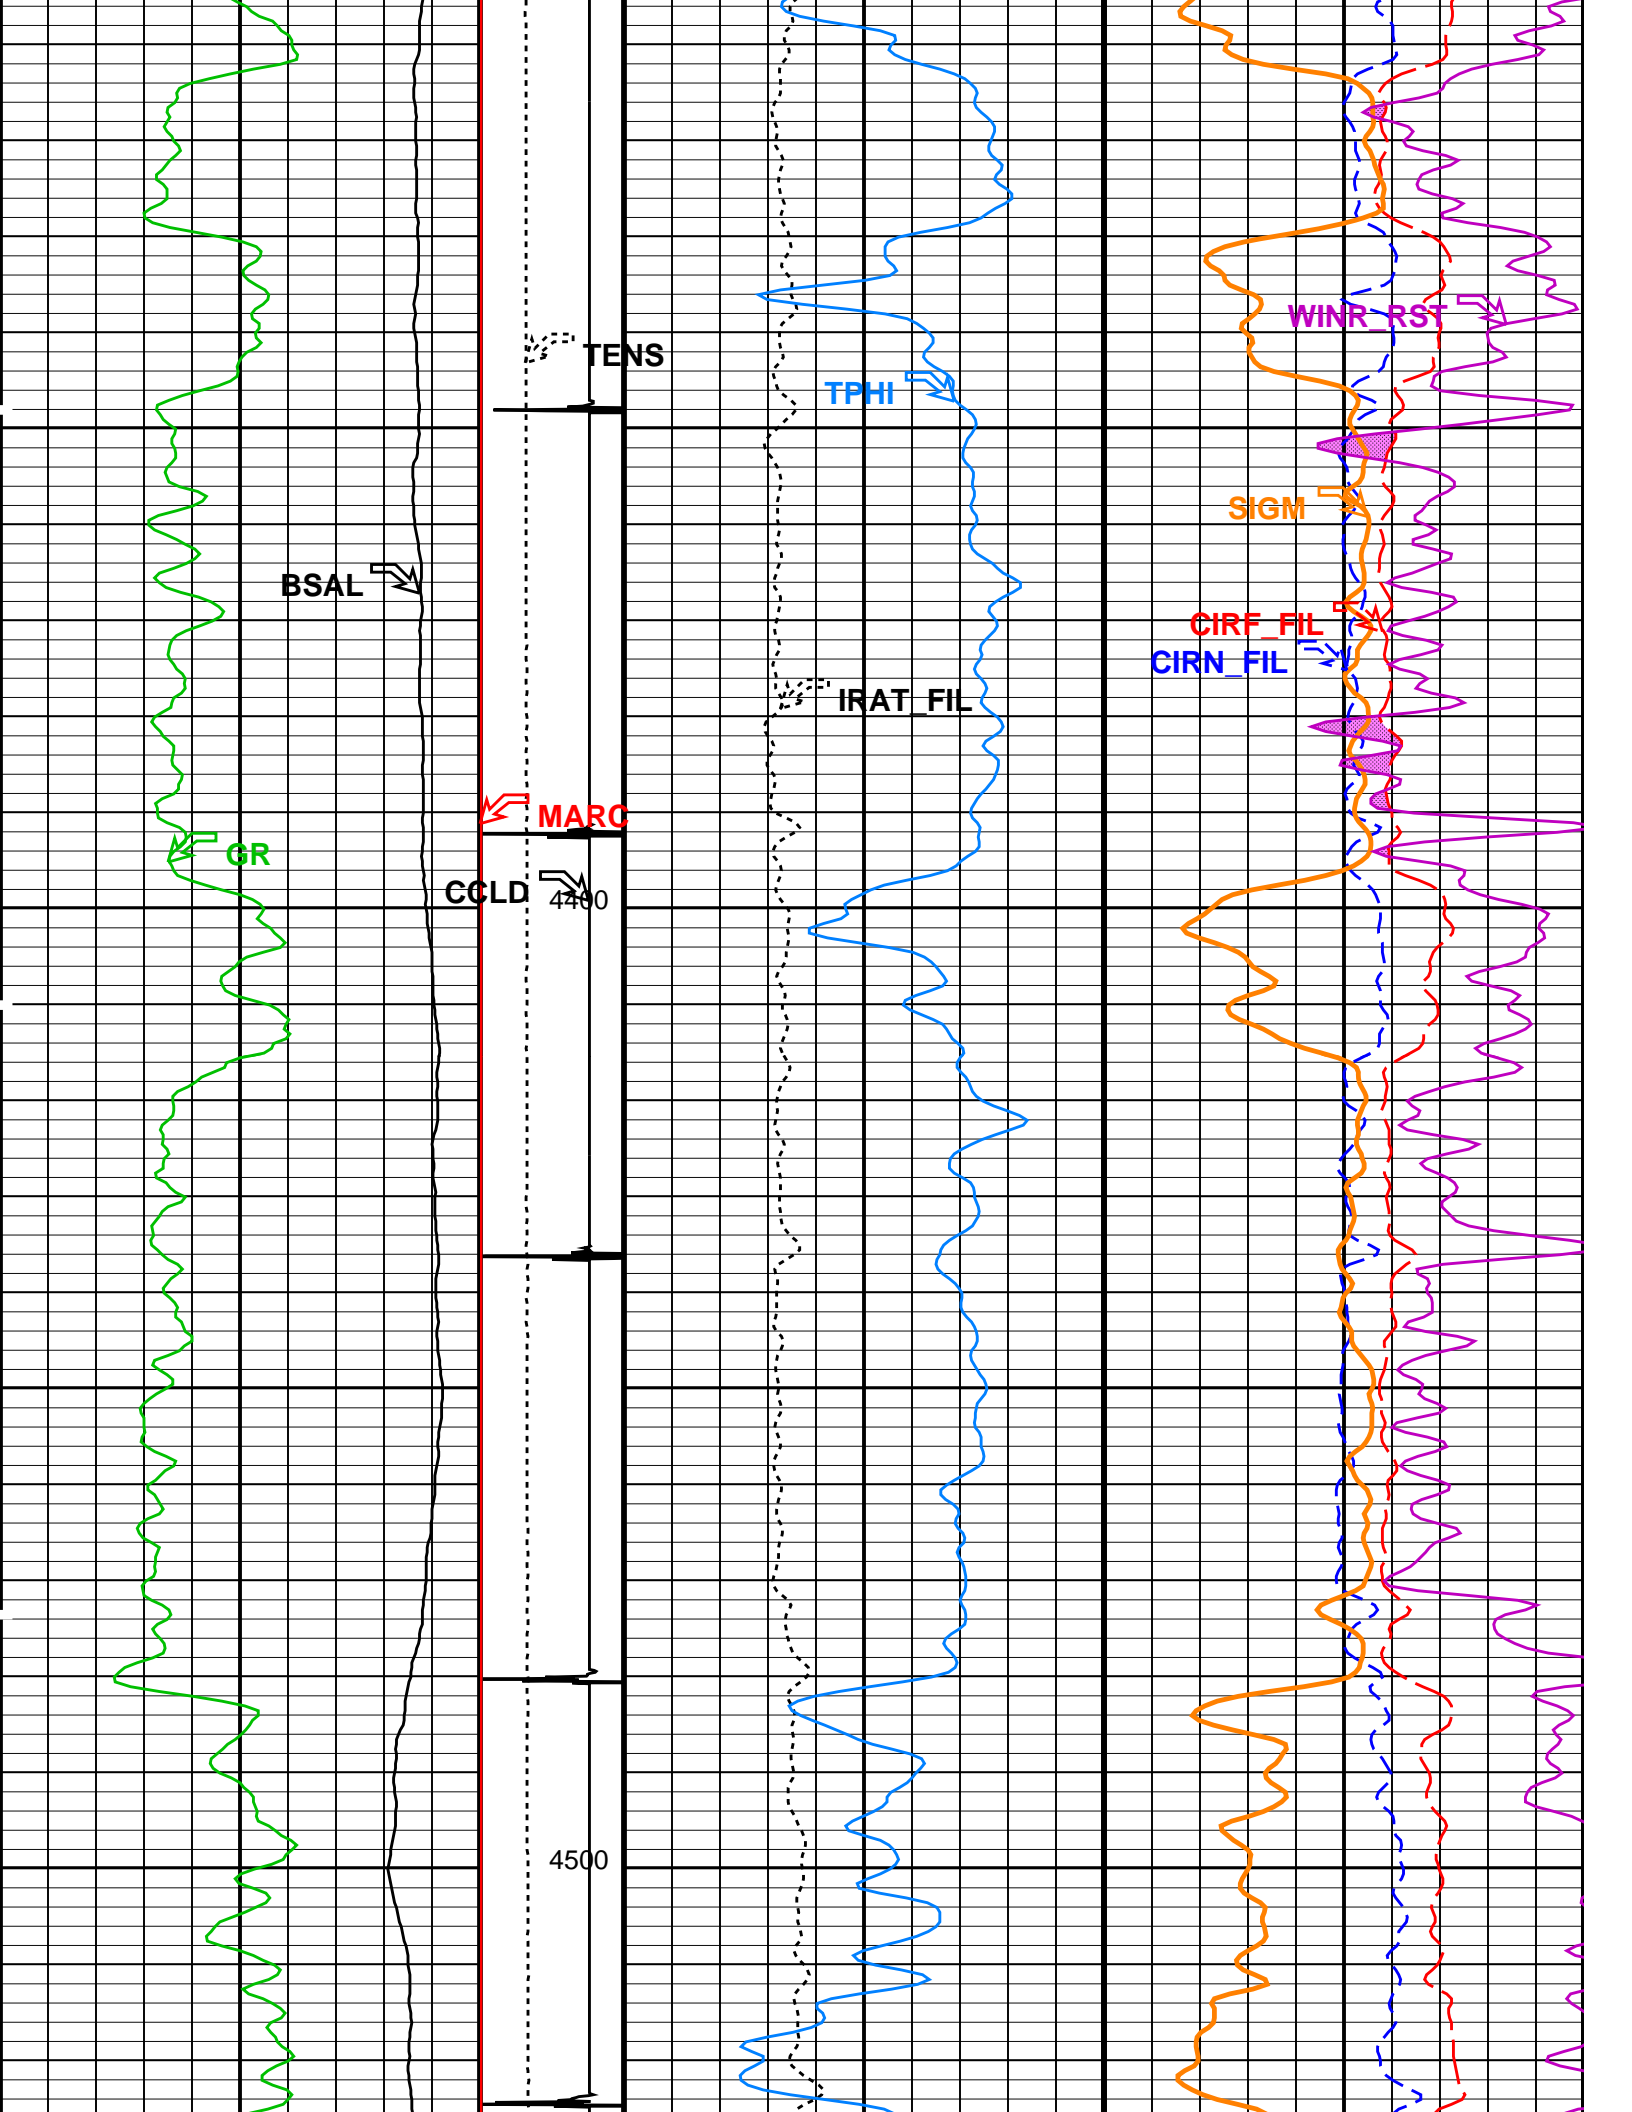 WINR_RST
TENS
TPHI
SIGM
BSAL
CIRF_FIL
CIRN_FIL
IRAT_FIL
MARC
GR
CCLD
4400
4500